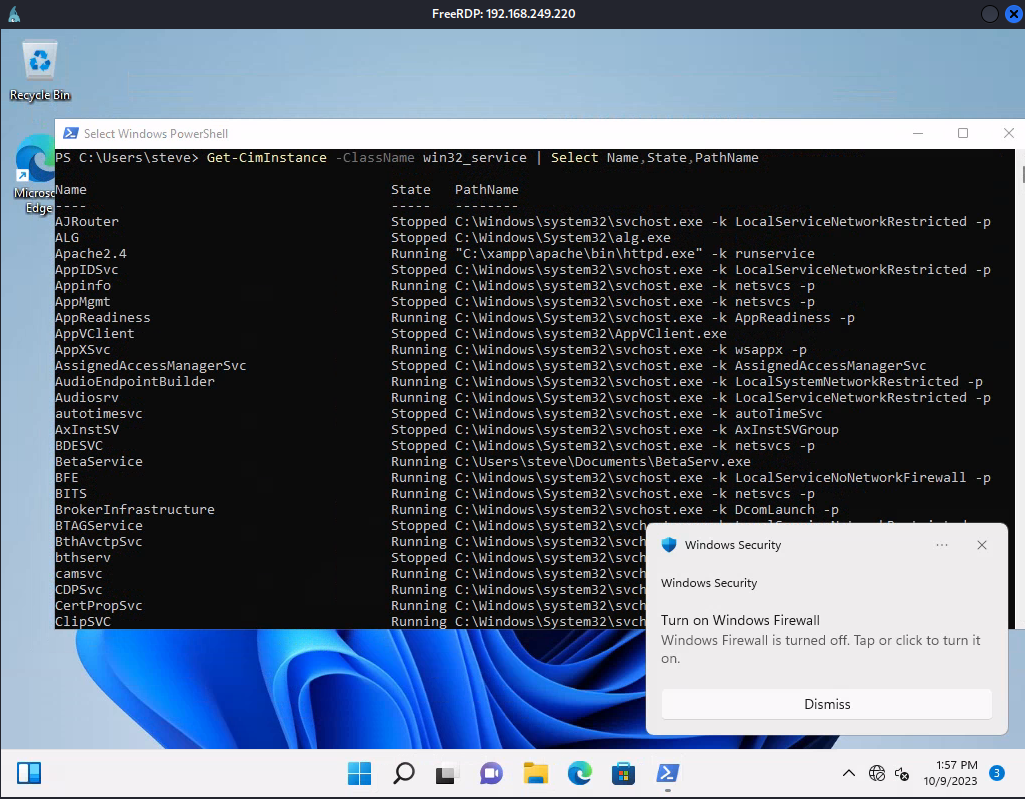 FreeRDP: 192.168.249.220
Recycle Bin
Select Windows PowerShell
PS C:\Users\steve> Get-CimInstance -ClassName win32_service | Select Name,State,PathName
Microso
Edge
Name State PathName
---- ----- --------
AJRouter Stopped C:\Windows\system32\svchost.exe -k LocalServiceNetworkRestricted -p
ALG Stopped C:\Windows\System32\alg.exe
Apache2.4 Running "C:\xampp\apache\bin\httpd.exe" -k runservice
AppIDSvc Stopped C:\Windows\system32\svchost.exe -k LocalServiceNetworkRestricted -p
Appinfo Running C:\Windows\system32\svchost.exe -k netsvcs -p
AppMgmt Stopped C:\Windows\system32\svchost.exe -k netsvcs -p
AppReadiness Running C:\Windows\System32\svchost.exe -k AppReadiness -p
AppVClient Stopped C:\Windows\system32\AppVClient.exe
AppXSvc Running C:\Windows\system32\svchost.exe -k wsappx -p
AssignedAccessManagerSvc Stopped C:\Windows\system32\svchost.exe -k AssignedAccessManagerSvc
AudioEndpointBuilder Running C:\Windows\System32\svchost.exe -k LocalSystemNetworkRestricted -p
Audiosrv Running C:\Windows\System32\svchost.exe -k LocalServiceNetworkRestricted -p
autotimesvc Stopped C:\Windows\system32\svchost.exe -k autoTimeSvc
AxInstSV Stopped C:\Windows\system32\svchost.exe -k AxInstSVGroup
BDESVC Stopped C:\Windows\System32\svchost.exe -k netsvcs -p
BetaService Running C:\Users\steve\Documents\BetaServ.exe
BFE Running C:\Windows\system32\svchost.exe -k LocalServiceNoNetworkFirewall -p
BITS Running C:\Windows\System32\svchost.exe -k netsvcs -p
BrokerInfrastructure Running C:\Windows\system32\svchost.exe -k DcomLaunch -p
BTAGService Stopped C:\Windows\system32\svch
BthAvctpSvc Running C:\Windows\system32\svch
bthserv Stopped C:\Windows\system32\svch
camsvc Running C:\Windows\system32\svch
CDPSvc Running C:\Windows\system32\svch
CertPropSvc Running C:\Windows\system32\svch
ClipSVC Running C:\Windows\System32\svch
Windows Security
Windows Security
Turn on Windows Firewall
Windows Firewall is turned off. Tap or click to turn it
on.
Dismiss
1:57 PM
10/9/2023
3